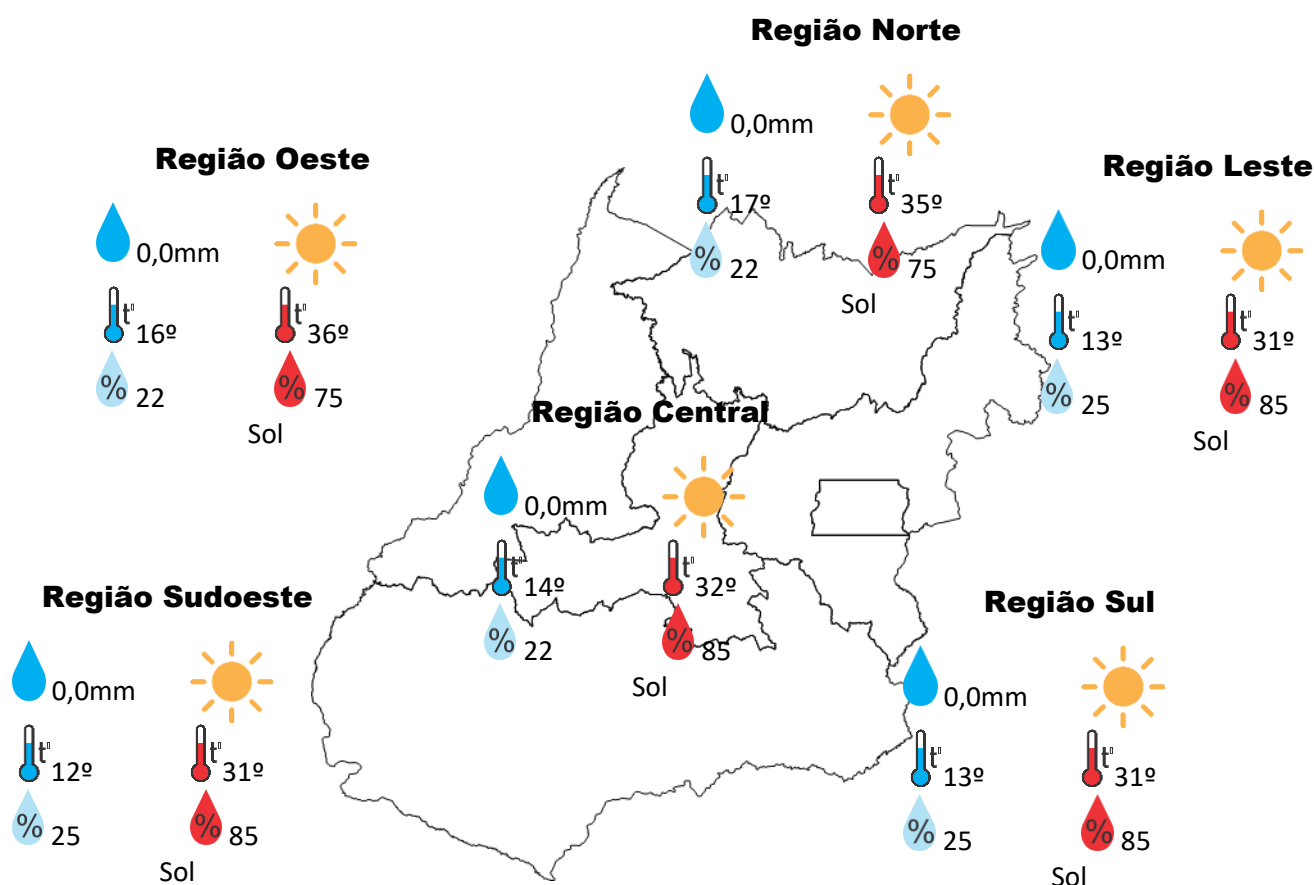 Região Norte
0,0mm
t° 17º
t° 35º
% 22
% 75
Sol
Região Oeste
0,0mm
t° 16º
t° 36º
% 22
% 75
Sol
Região Leste
0,0mm
t° 13º
t° 31º
% 25
% 85
Sol
Região Central
0,0mm
t° 14º
t° 32º
% 22
% 85
Sol
Região Sudoeste
0,0mm
t° 12º
t° 31º
% 25
% 85
Sol
Região Sul
0,0mm
t° 13º
t° 31º
% 25
% 85
Sol